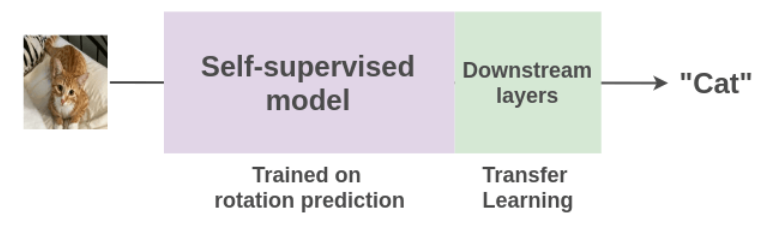 Self-supervised
model
Downstream
layers
"Cat"
Trained on
rotation prediction
Transfer
Learning